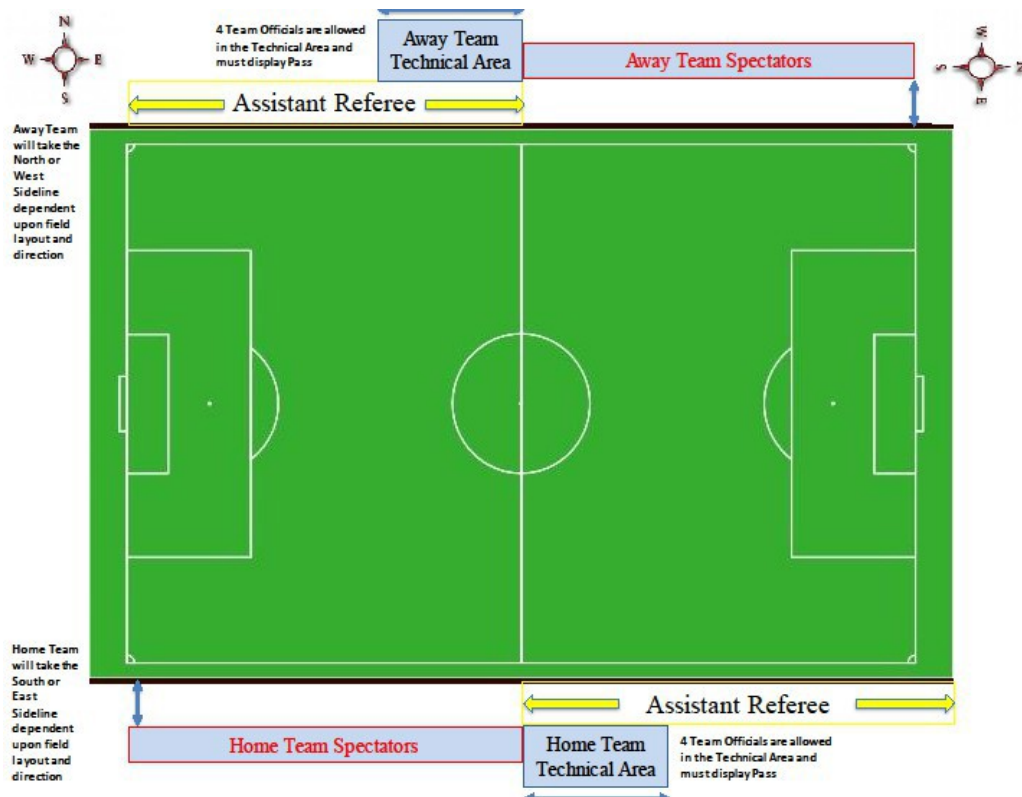 N
W E
S
4 Team Officials are allowed
in the Technical Area and
must display Pass
Away Team
Technical Area
Away Team Spectators
W
S N
E
Assistant Referee
Away Team
will take the
North or
West
Sideline
dependent
upon field
layout and
direction
Home Team
will take the
South or
East
Sideline
dependent
upon field
layout and
direction
Assistant Referee
Home Team Spectators
Home Team
Technical Area
4 Team Officials are allowed
in the Technical Area and
must display Pass